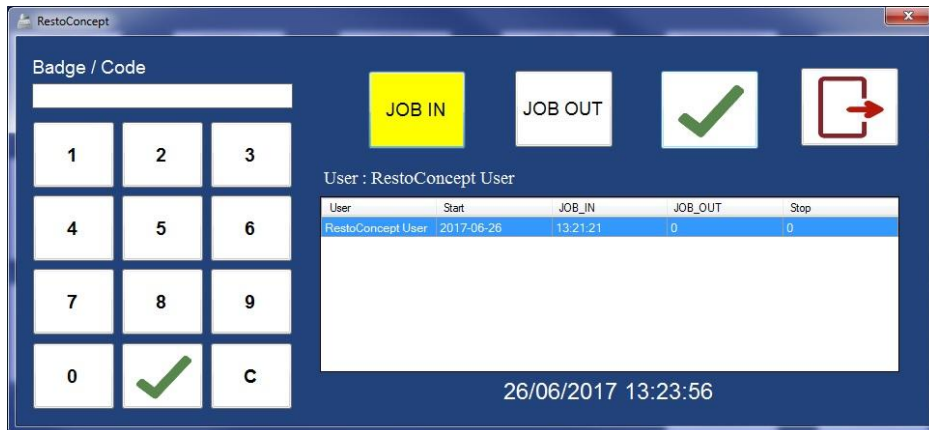 RestoConcept
Badge / Code
JOB IN
JOB OUT
1 2 3
4 5 6
7 8 9
0 C
User : RestoConcept User
User Start JOB_IN JOB_OUT Stop
RestoConcept User 2017-06-26 13:21:21 0 0
26/06/2017 13:23:56